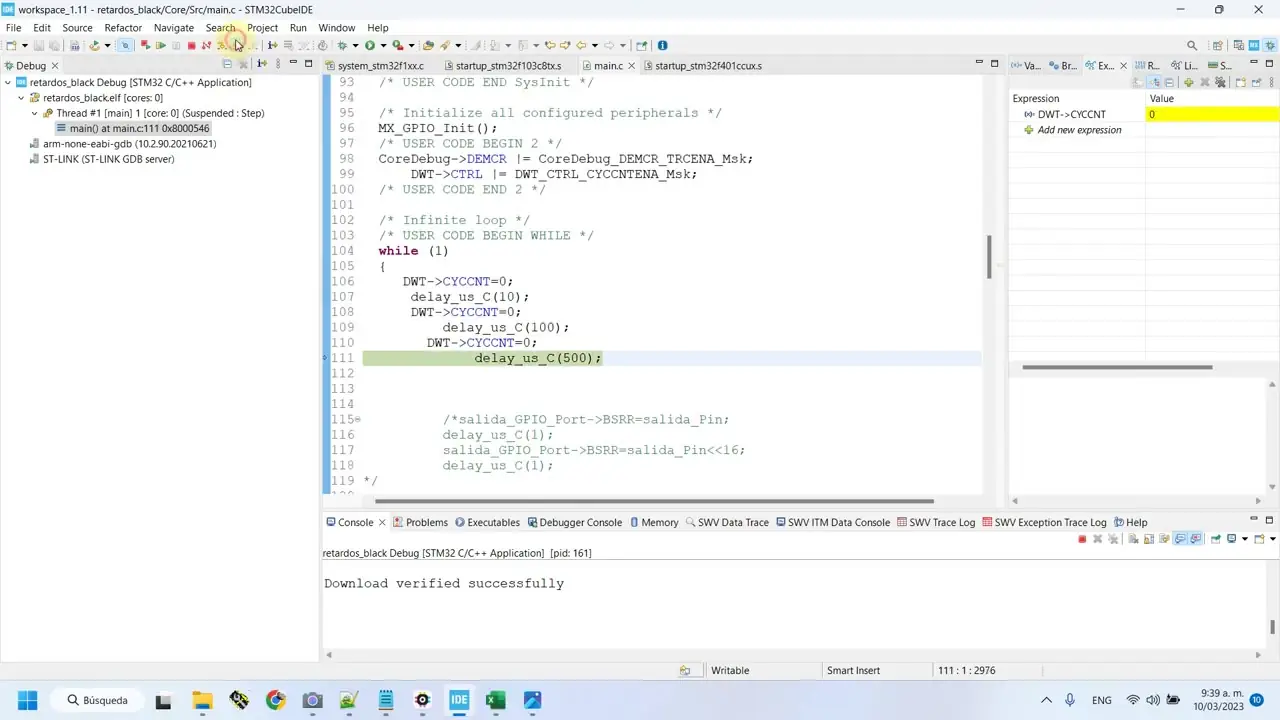 workspace_1.11 - retardos_black/Core/Src/main.c - STM32CubeIDE
File Edit Source Refactor Navigate Search Project Run Window Help
Debug
retardos_black Debug [STM32 C/C++ Application]
retardos_black.elf [cores: 0]
Thread #1 [main] 1 [core: 0] (Suspended : Step)
main() at main.c:111 0x8000546
arm-none-eabi-gdb (10.2.90.20210621)
ST-LINK (ST-LINK GDB server)
system_stm32f1xx.c startup_stm32f103c8tx.s main.c startup_stm32f401ccux.s
93 /* USER CODE END SysInit */
94
95 /* Initialize all configured peripherals */
96 MX_GPIO_Init();
97 /* USER CODE BEGIN 2 */
98 CoreDebug->DEMCR |= CoreDebug_DEMCR_TRCENA_Msk;
99 DWT->CTRL |= DWT_CTRL_CYCCNTENA_Msk;
100 /* USER CODE END 2 */
101
102 /* Infinite loop */
103 /* USER CODE BEGIN WHILE */
104 while (1)
105 {
106 DWT->CYCCNT=0;
107 delay_us_C(10);
108 DWT->CYCCNT=0;
109 delay_us_C(100);
110 DWT->CYCCNT=0;
111 delay_us_C(500);
112
113
114
115 /*salida_GPIO_Port->BSRR=salida_Pin;
116 delay_us_C(1);
117 salida_GPIO_Port->BSRR=salida_Pin<<16;
118 delay_us_C(1);
119 */
Va... Br... Ex... R... Li... S...
Expression Value
DWT->CYCCNT 0
Add new expression
Console Problems Executables Debugger Console Memory SWV Data Trace SWV ITM Data Console SWV Trace Log SWV Exception Trace Log Help
retardos_black Debug [STM32 C/C++ Application] [pid: 161]
Download verified successfully
Writable Smart Insert 111 : 1 : 2976
Búsqueda
IDE
ENG
9:39 a. m.
10/03/2023
10